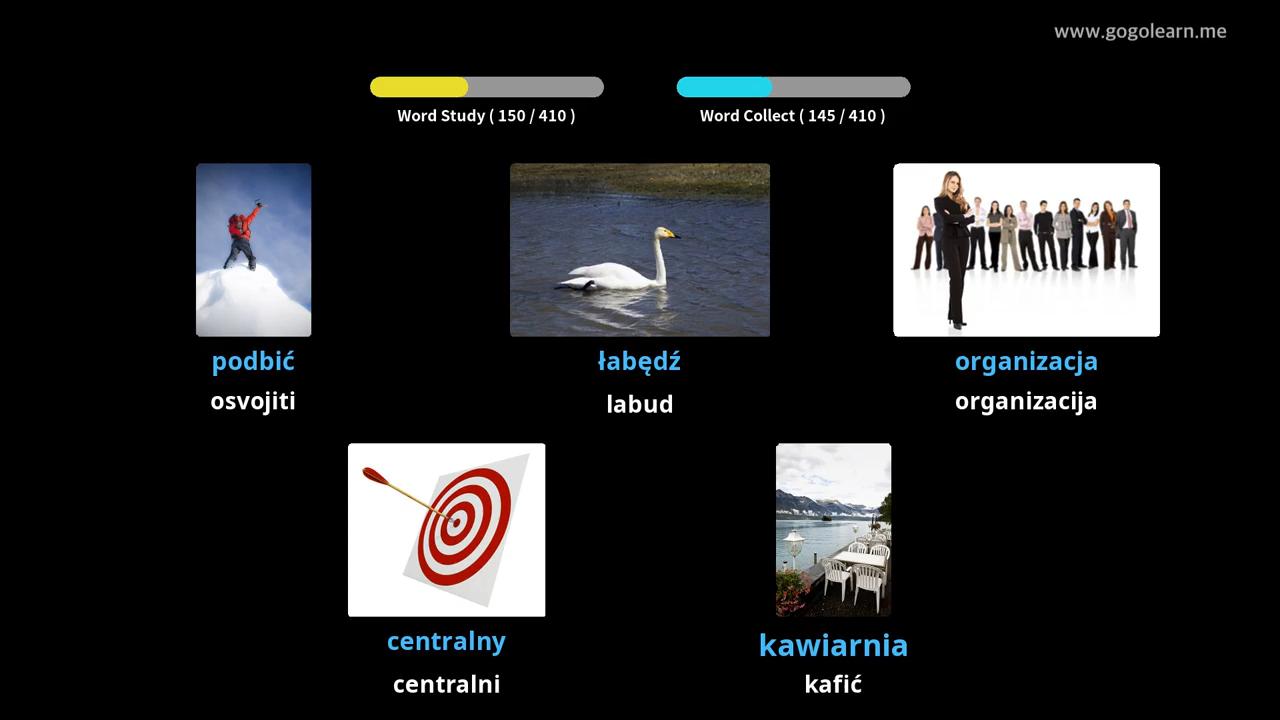 www.gogolearn.me
Word Study ( 150 / 410 )
Word Collect ( 145 / 410 )
podbić
osvojiti
łabędź
labud
organizacja
organizacija
centralny
centralni
kawiarnia
kafić